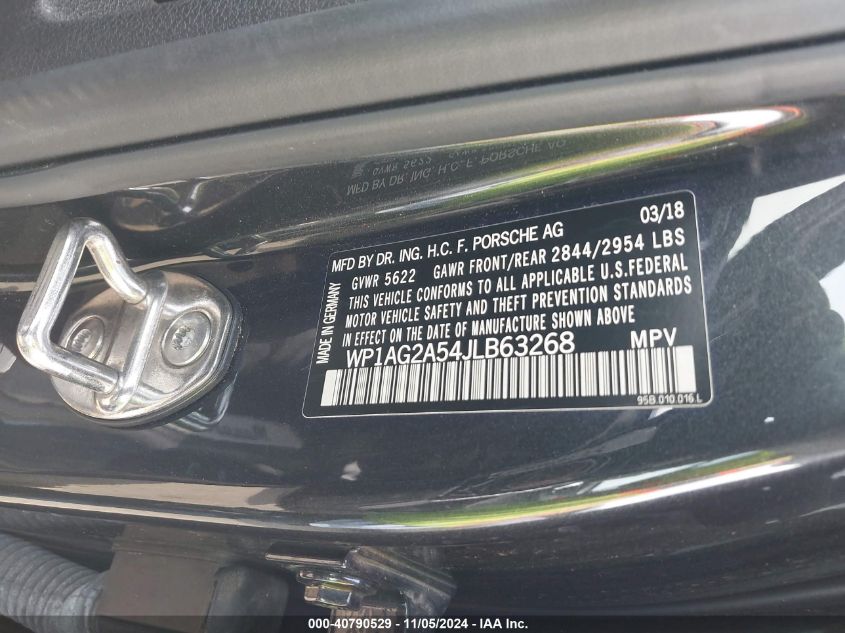 03/18
MFD BY DR. ING. H.C. F. PORSCHE AG
GVWR 5622 GAWR FRONT/REAR 2844/2954 LBS
THIS VEHICLE CONFORMS TO ALL APPLICABLE U.S.FEDERAL
MOTOR VEHICLE SAFETY AND THEFT PREVENTION STANDARDS
IN EFFECT ON DATE OF MANUFACTURE SHOWN ABOVE
WP1AG2A54JLB63268 MPV
95B.010.016.L
MADE IN GERMANY
000-40790529 - 11/05/2024 - IAA Inc.